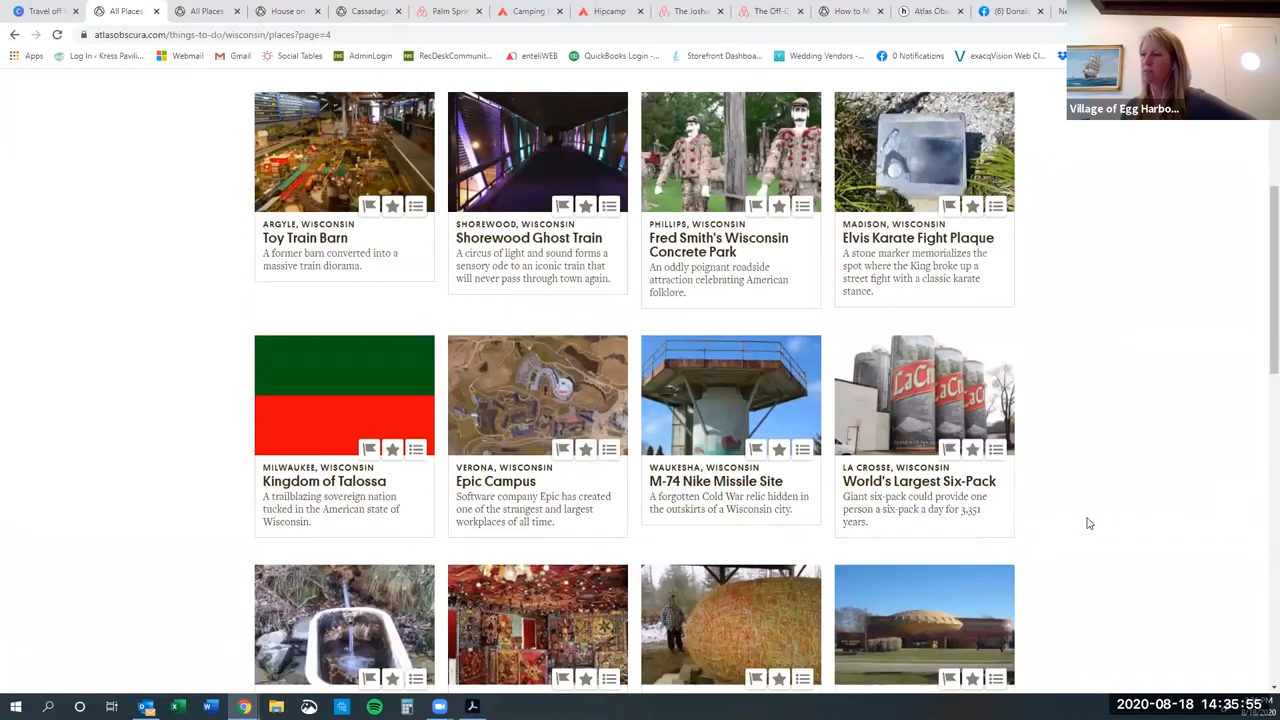 Travel off t
All Places
All Places
House on
Cassadaga
Palm Sprin
Camping
Hipcamp
The Joshu
The Off-G
How to M
Atlas Obs
(6) Donal
Ne
atlasobscura.com/things-to-do/wisconsin/places?page=4
Apps
Log In ‹ Kress Pavili...
Webmail
Gmail
Social Tables
AdminLogin
RecDeskCommunit...
enteliWEB
QuickBooks Login -...
Storefront Dashboa...
Wedding Vendors -...
0 Notifications
exacqVision Web Cl...
Village of Egg Harbo...
ARGYLE, WISCONSIN
Toy Train Barn
A former barn converted into a
massive train diorama.
SHOREWOOD, WISCONSIN
Shorewood Ghost Train
A circus of light and sound forms a
sensory ode to an iconic train that
will never pass through town again.
PHILLIPS, WISCONSIN
Fred Smith's Wisconsin
Concrete Park
An oddly poignant roadside
attraction celebrating American
folklore.
MADISON, WISCONSIN
Elvis Karate Fight Plaque
A stone marker memorializes the
spot where the King broke up a
street fight with a classic karate
stance.
MILWAUKEE, WISCONSIN
Kingdom of Talossa
A trailblazing sovereign nation
tucked in the American state of
Wisconsin.
VERONA, WISCONSIN
Epic Campus
Software company Epic has created
one of the strangest and largest
workplaces of all time.
WAUKESHA, WISCONSIN
M-74 Nike Missile Site
A forgotten Cold War relic hidden in
the outskirts of a Wisconsin city.
LaCr
LaC
LaC
LA CROSSE, WISCONSIN
World's Largest Six-Pack
Giant six-pack could provide one
person a six-pack a day for 3,351
years.
2020-08-18 14:35:55